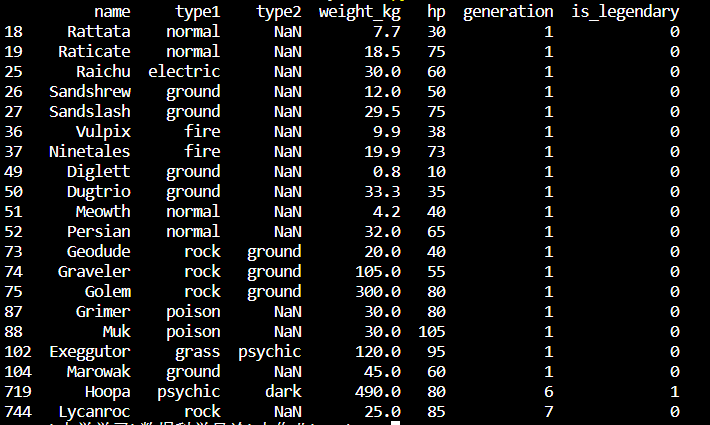 name type1 type2 weight_kg hp generation is_legendary
18 Rattata normal NaN 7.7 30 1 0
19 Raticate normal NaN 18.5 75 1 0
25 Raichu electric NaN 30.0 60 1 0
26 Sandshrew ground NaN 12.0 50 1 0
27 Sandslash ground NaN 29.5 75 1 0
36 Vulpix fire NaN 9.9 38 1 0
37 Ninetales fire NaN 19.9 73 1 0
49 Diglett ground NaN 0.8 10 1 0
50 Dugtrio ground NaN 33.3 35 1 0
51 Meowth normal NaN 4.2 40 1 0
52 Persian normal NaN 32.0 65 1 0
73 Geodude rock ground 20.0 40 1 0
74 Graveler rock ground 105.0 55 1 0
75 Golem rock ground 300.0 80 1 0
87 Grimer poison NaN 30.0 80 1 0
88 Muk poison NaN 30.0 105 1 0
102 Exeggutor grass psychic 120.0 95 1 0
104 Marowak ground NaN 45.0 60 1 0
719 Hoopa psychic dark 490.0 80 6 1
744 Lycanroc rock NaN 25.0 85 7 0